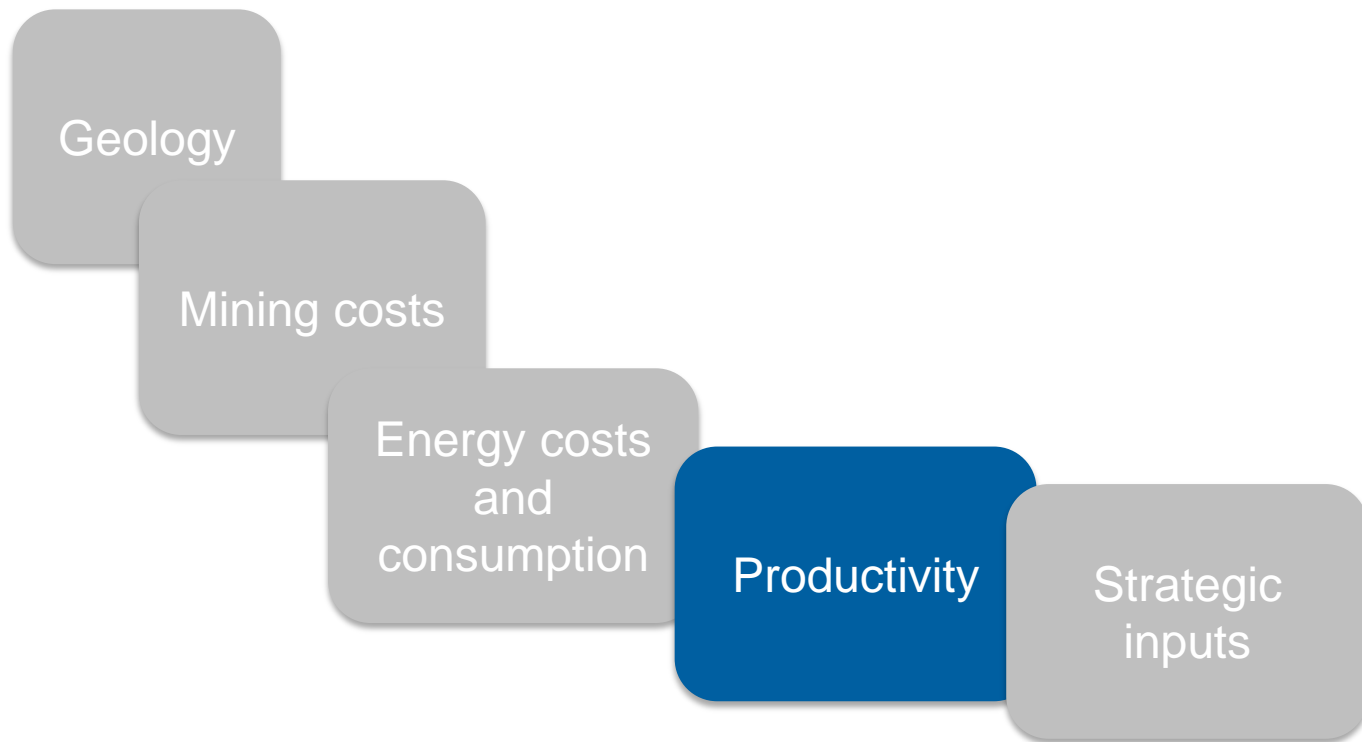 Geology
Mining costs
Energy costs
and
consumption
Productivity
Strategic
inputs